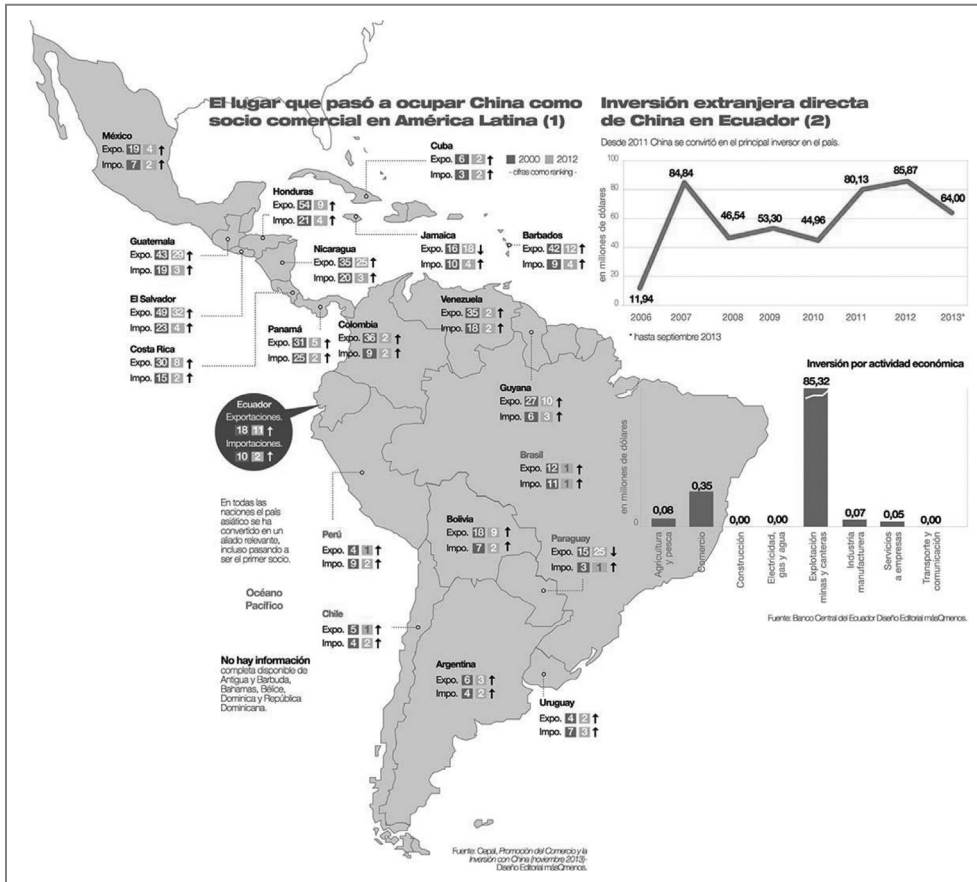 El lugar que pasó a ocupar China como
socio comercial en América Latina (1)
México
Expo. 19 4 ↑
Impo. 7 2 ↑
Cuba
Expo. 6 2 ↑
Impo. 3 2 ↑
2000 2012
- cifras como ranking -
Honduras
Expo. 54 9 ↑
Impo. 21 4 ↑
Guatemala
Expo. 43 29 ↑
Impo. 19 3 ↑
Nicaragua
Expo. 35 25 ↑
Impo. 20 3 ↑
Jamaica
Expo. 16 18 ↓
Impo. 10 4 ↑
Barbados
Expo. 42 12 ↑
Impo. 9 4 ↑
El Salvador
Expo. 49 32 ↑
Impo. 23 4 ↑
Costa Rica
Expo. 30 8 ↑
Impo. 15 2 ↑
Panamá
Expo. 31 5 ↑
Impo. 25 2 ↑
Colombia
Expo. 36 2 ↑
Impo. 9 2 ↑
Venezuela
Expo. 35 2 ↑
Impo. 18 2 ↑
Guyana
Expo. 27 10 ↑
Impo. 6 3 ↑
Ecuador
Exportaciones.
18 11 ↑
Importaciones.
10 2 ↑
Brasil
Expo. 12 1 ↑
Impo. 11 1 ↑
En todas las
naciones el país
asiático se ha
convertido en un
aliado relevante,
incluso pasando a
ser el primer socio.
Perú
Expo. 4 1 ↑
Impo. 9 2 ↑
Bolivia
Expo. 18 9 ↑
Impo. 7 2 ↑
Paraguay
Expo. 15 25 ↓
Impo. 3 1 ↑
Océano
Pacífico
Chile
Expo. 5 1 ↑
Impo. 4 2 ↑
No hay información
completa disponible de
Antigua y Barbuda,
Bahamas, Bélice,
Dominica y República
Dominicana.
Argentina
Expo. 6 3 ↑
Impo. 4 2 ↑
Uruguay
Expo. 4 2 ↑
Impo. 7 3 ↑
Fuente: Cepal, Promoción del Comercio y la
Inversión con China (noviembre 2013)-
Diseño Editorial másQmenos.
Inversión extranjera directa
de China en Ecuador (2)
Desde 2011 China se convirtió en el principal inversor en el país.
en millones de dólares
100
80
60
40
20
0
11,94
84,84
46,54
53,30
44,96
80,13
85,87
64,00
2006 2007 2008 2009 2010 2011 2012 2013*
* hasta septiembre 2013
Inversión por actividad económica
en millones de dólares
0
0,08
0,35
0,00
0,00
85,32
0,07
0,05
0,00
Agricultura
y pesca
Comercio
Construcción
Electricidad,
gas y agua
Explotación
minas y canteras
Industria
manufacturera
Servicios
a empresas
Transporte y
comunicación
Fuente: Banco Central del Ecuador Diseño Editorial másQmenos.